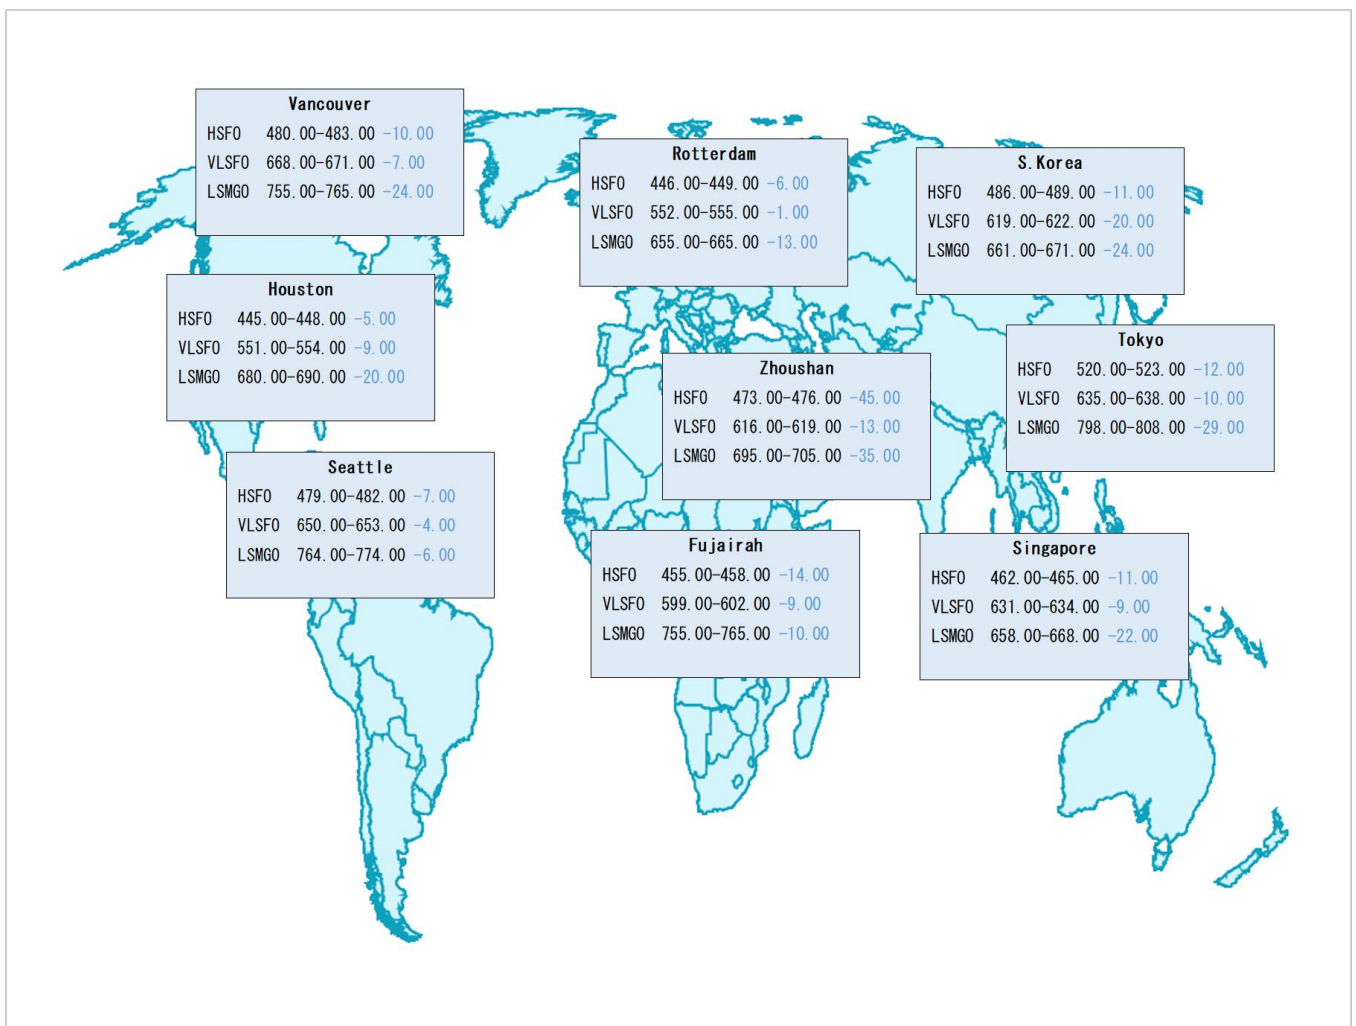 Vancouver
HSFO 480.00-483.00 -10.00
VLSFO 668.00-671.00 -7.00
LSMGO 755.00-765.00 -24.00
Rotterdam
HSFO 446.00-449.00 -6.00
VLSFO 552.00-555.00 -1.00
LSMGO 655.00-665.00 -13.00
S.Korea
HSFO 486.00-489.00 -11.00
VLSFO 619.00-622.00 -20.00
LSMGO 661.00-671.00 -24.00
Houston
HSFO 445.00-448.00 -5.00
VLSFO 551.00-554.00 -9.00
LSMGO 680.00-690.00 -20.00
Zhoushan
HSFO 473.00-476.00 -45.00
VLSFO 616.00-619.00 -13.00
LSMGO 695.00-705.00 -35.00
Tokyo
HSFO 520.00-523.00 -12.00
VLSFO 635.00-638.00 -10.00
LSMGO 798.00-808.00 -29.00
Seattle
HSFO 479.00-482.00 -7.00
VLSFO 650.00-653.00 -4.00
LSMGO 764.00-774.00 -6.00
Fujairah
HSFO 455.00-458.00 -14.00
VLSFO 599.00-602.00 -9.00
LSMGO 755.00-765.00 -10.00
Singapore
HSFO 462.00-465.00 -11.00
VLSFO 631.00-634.00 -9.00
LSMGO 658.00-668.00 -22.00